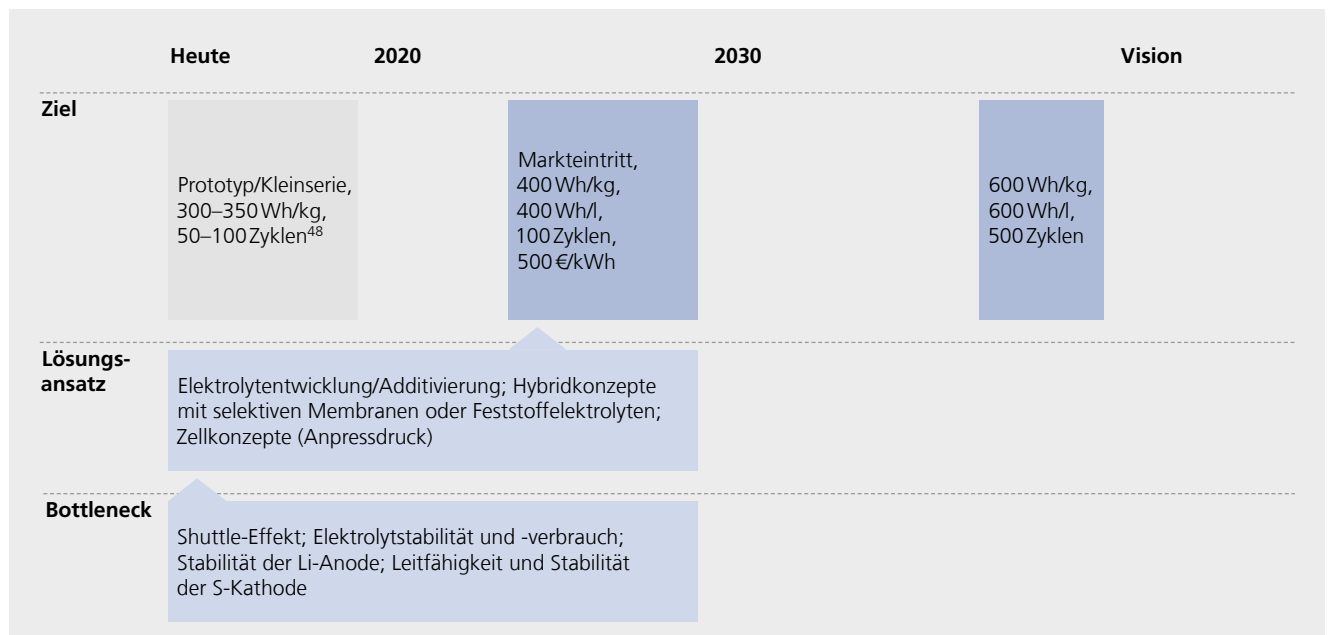 Heute 2020 2030 Vision
Ziel
Prototyp/Kleinserie,
300–350 Wh/kg,
50–100 Zyklen48
Markteintritt,
400 Wh/kg,
400 Wh/l,
100 Zyklen,
500 €/kWh
600 Wh/kg,
600 Wh/l,
500 Zyklen
Lösungs-
ansatz
Elektrolytentwicklung/Additivierung; Hybridkonzepte
mit selektiven Membranen oder Feststoffelektrolyten;
Zellkonzepte (Anpressdruck)
Bottleneck
Shuttle-Effekt; Elektrolytstabilität und -verbrauch;
Stabilität der Li-Anode; Leitfähigkeit und Stabilität
der S-Kathode